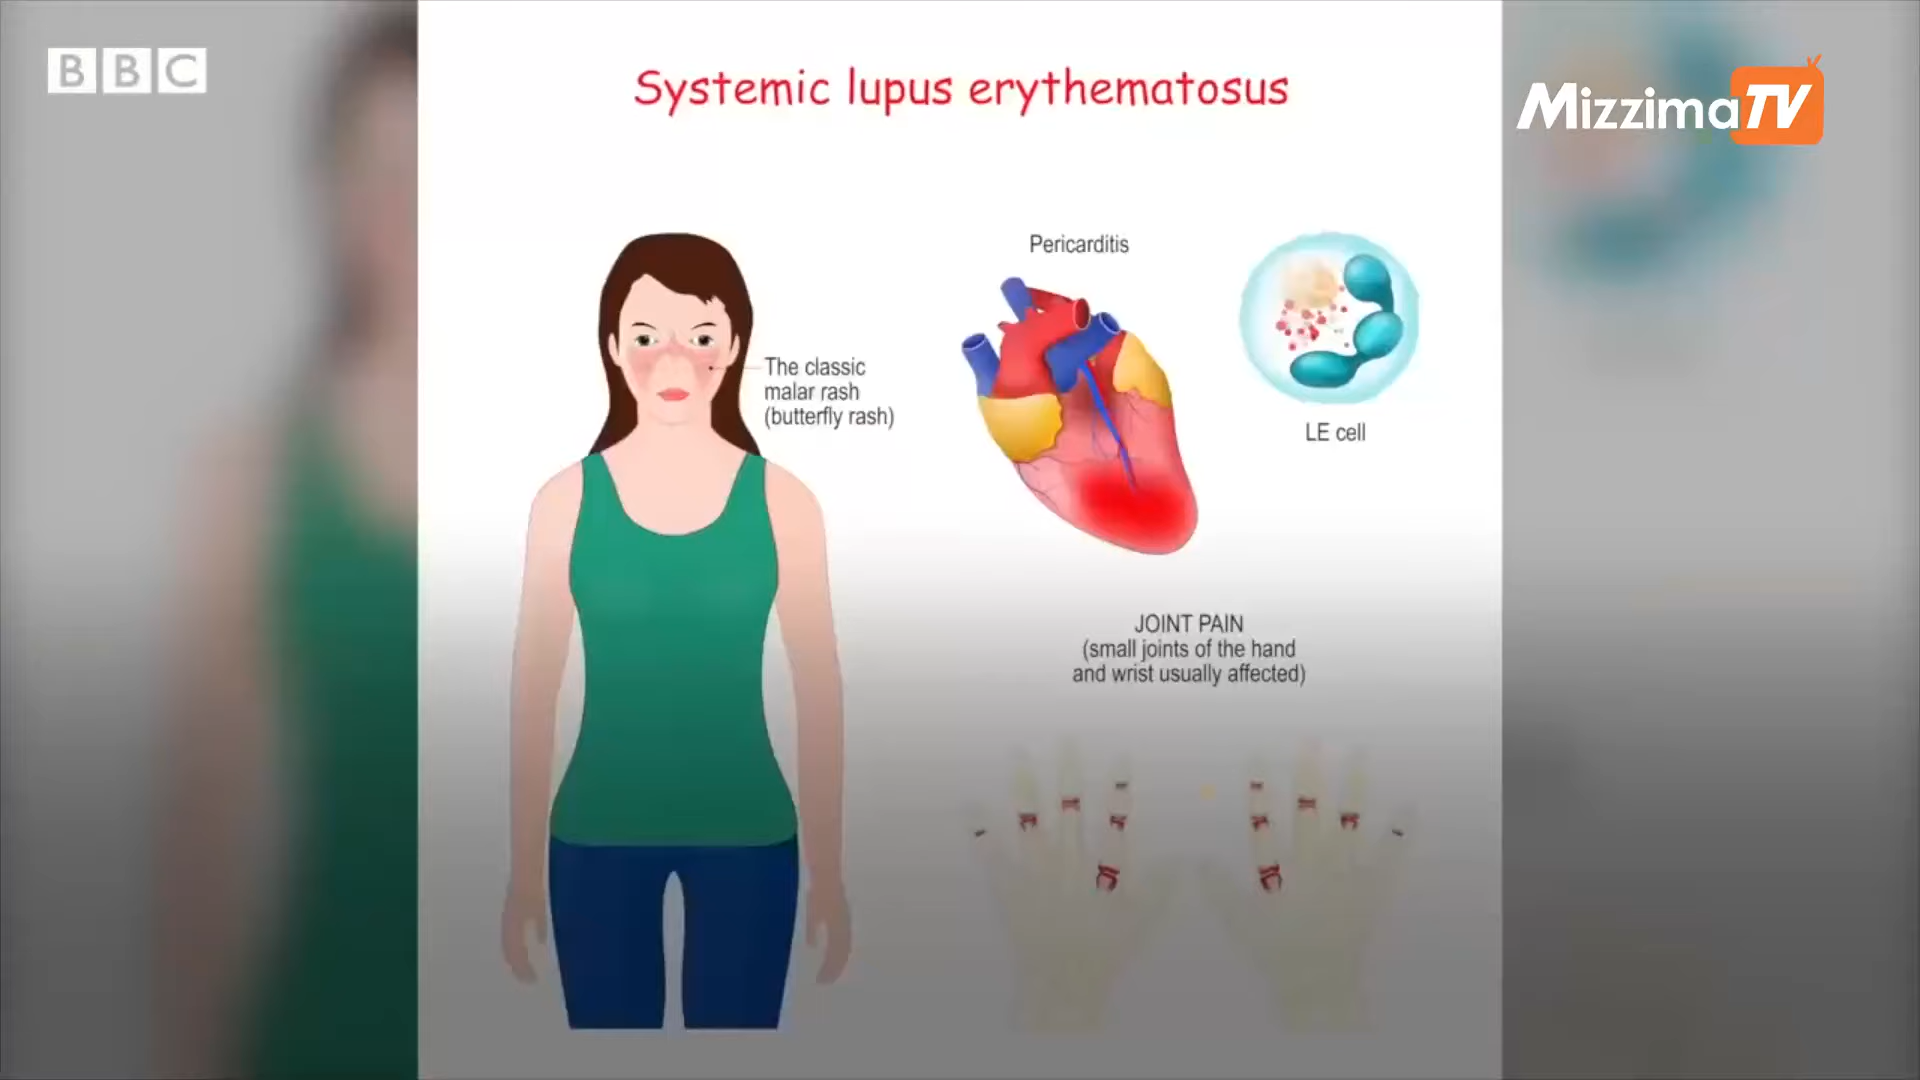 BBC
Systemic lupus erythematosus
MizzimaTV
Pericarditis
The classic
malar rash
(butterfly rash)
LE cell
JOINT PAIN
(small joints of the hand
and wrist usually affected)